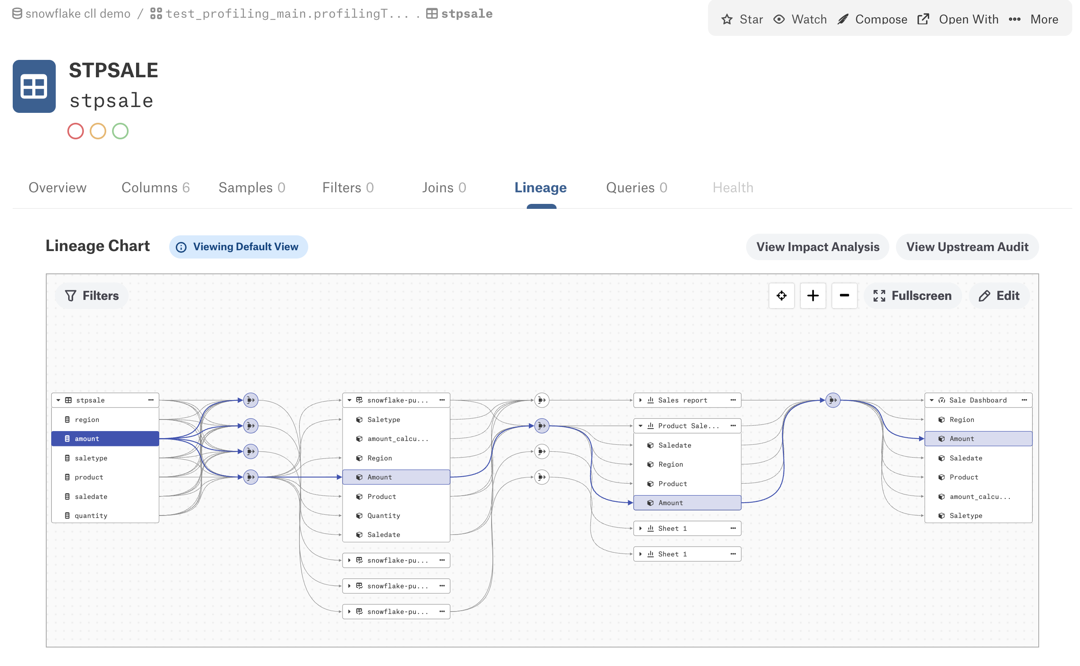 snowflake cll demo / test_profiling_main.profilingT... . stpsale
Star Watch Compose Open With ••• More
STPSALE
stpsale
Overview Columns 6 Samples 0 Filters 0 Joins 0 Lineage Queries 0 Health
Lineage Chart Viewing Default View View Impact Analysis View Upstream Audit
Filters Fullscreen Edit
stpsale
region
amount
saletype
product
saledate
quantity
snowflake-pu...
Saletype
amount_calcu...
Region
Amount
Product
Quantity
Saledate
snowflake-pu...
snowflake-pu...
snowflake-pu...
Sales report
Product Sale...
Saledate
Region
Product
Amount
Sheet 1
Sheet 1
Sale Dashboard
Region
Amount
Saledate
Product
amount_calcu...
Saletype